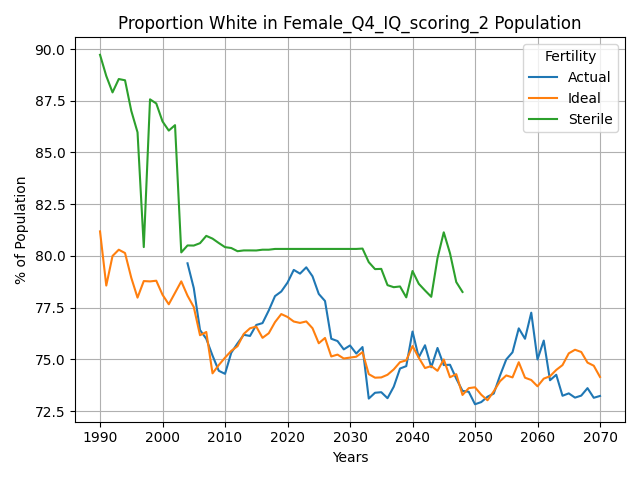 Proportion White in Female_Q4_IQ_scoring_2 Population
Fertility
Actual
Ideal
Sterile
% of Population
90.0
87.5
85.0
82.5
80.0
77.5
75.0
72.5
1990 2000 2010 2020 2030 2040 2050 2060 2070
Years